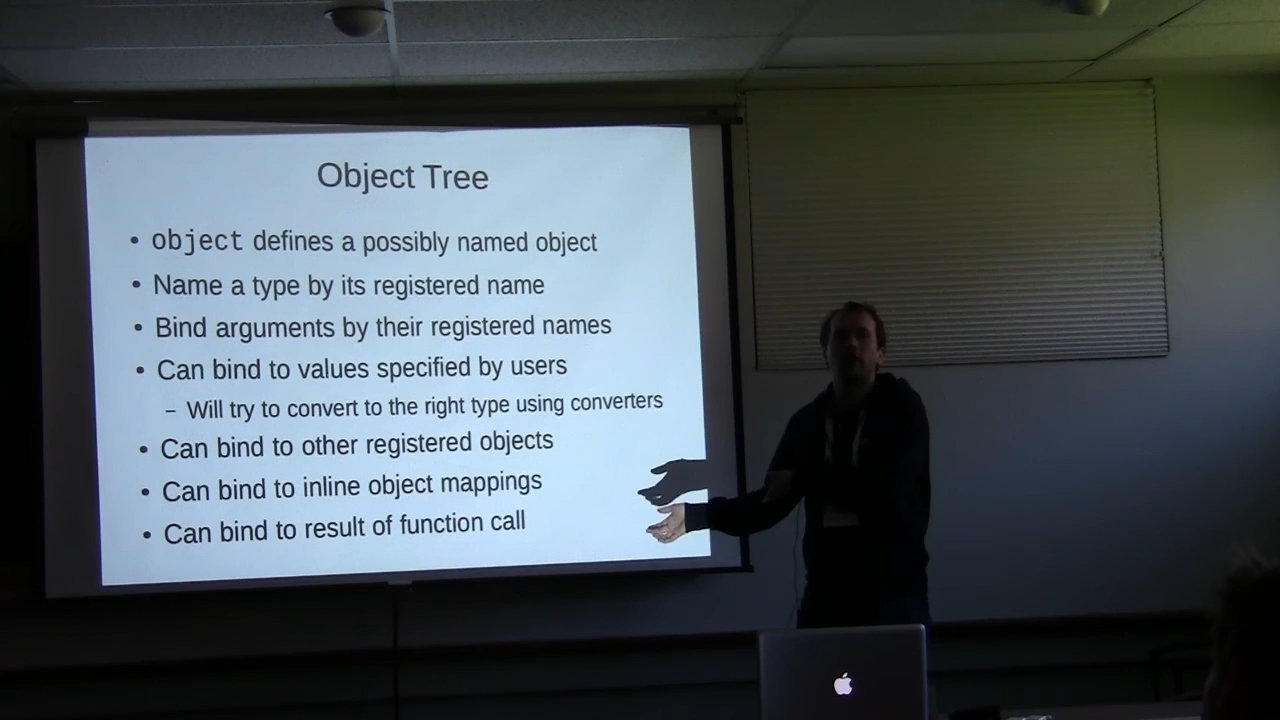 Object Tree
• object defines a possibly named object
• Name a type by its registered name
• Bind arguments by their registered names
• Can bind to values specified by users
– Will try to convert to the right type using converters
• Can bind to other registered objects
• Can bind to inline object mappings
• Can bind to result of function call